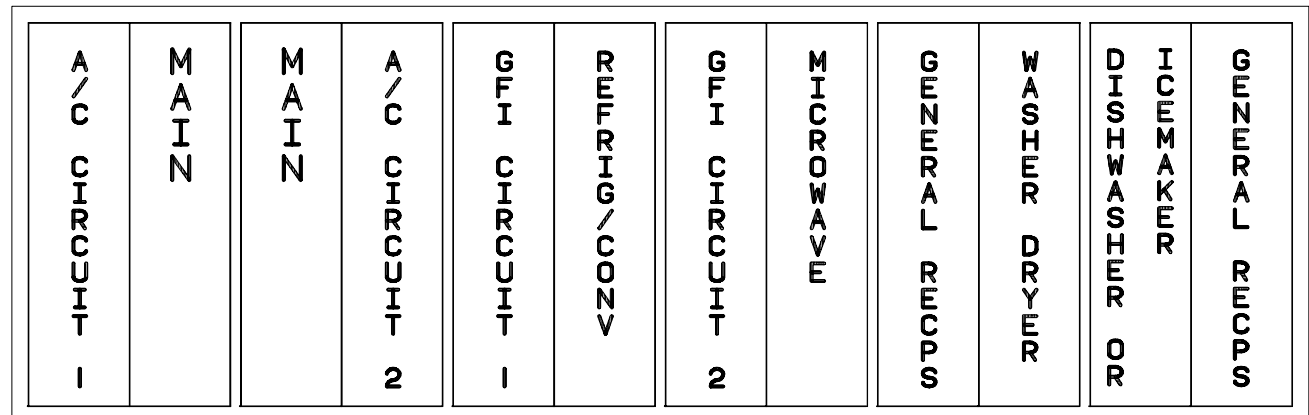 A/C CIRCUIT 1
MAIN
MAIN
A/C CIRCUIT 2
GFI CIRCUIT 1
REFRIG/CONV
GFI CIRCUIT 2
MICROWAVE
GENERAL RECPS
WASHER DRYER
DISHWASHER OR
ICEMAKER
GENERAL RECPS